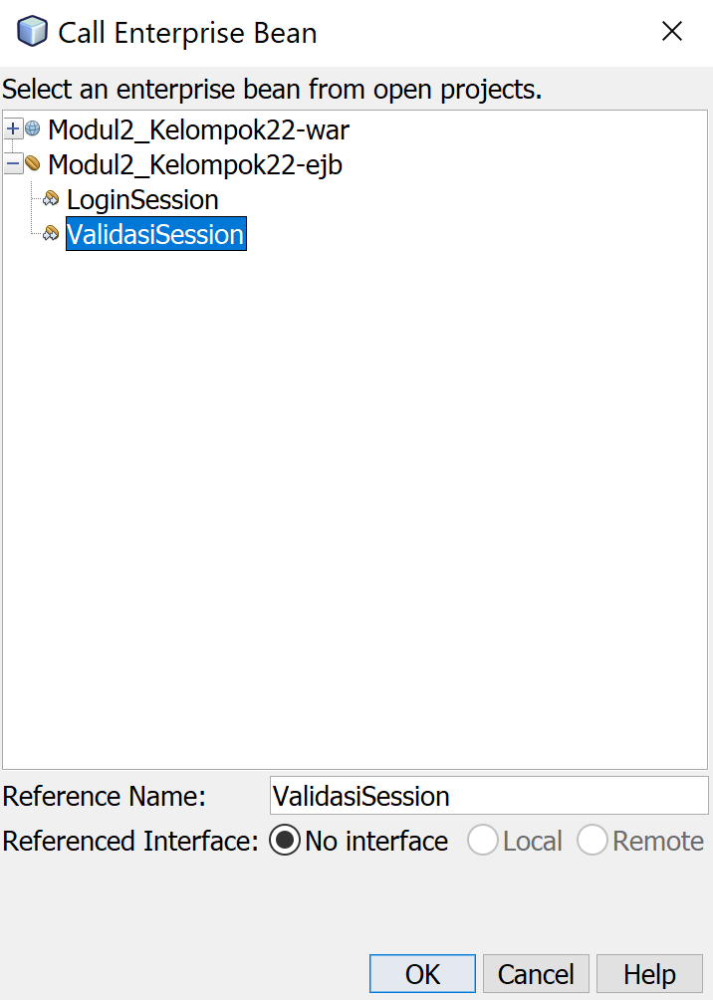 Call Enterprise Bean
Select an enterprise bean from open projects.
Modul2_Kelompok22-war
Modul2_Kelompok22-ejb
LoginSession
ValidasiSession
Reference Name: ValidasiSession
Referenced Interface: No interface Local Remote
OK Cancel Help